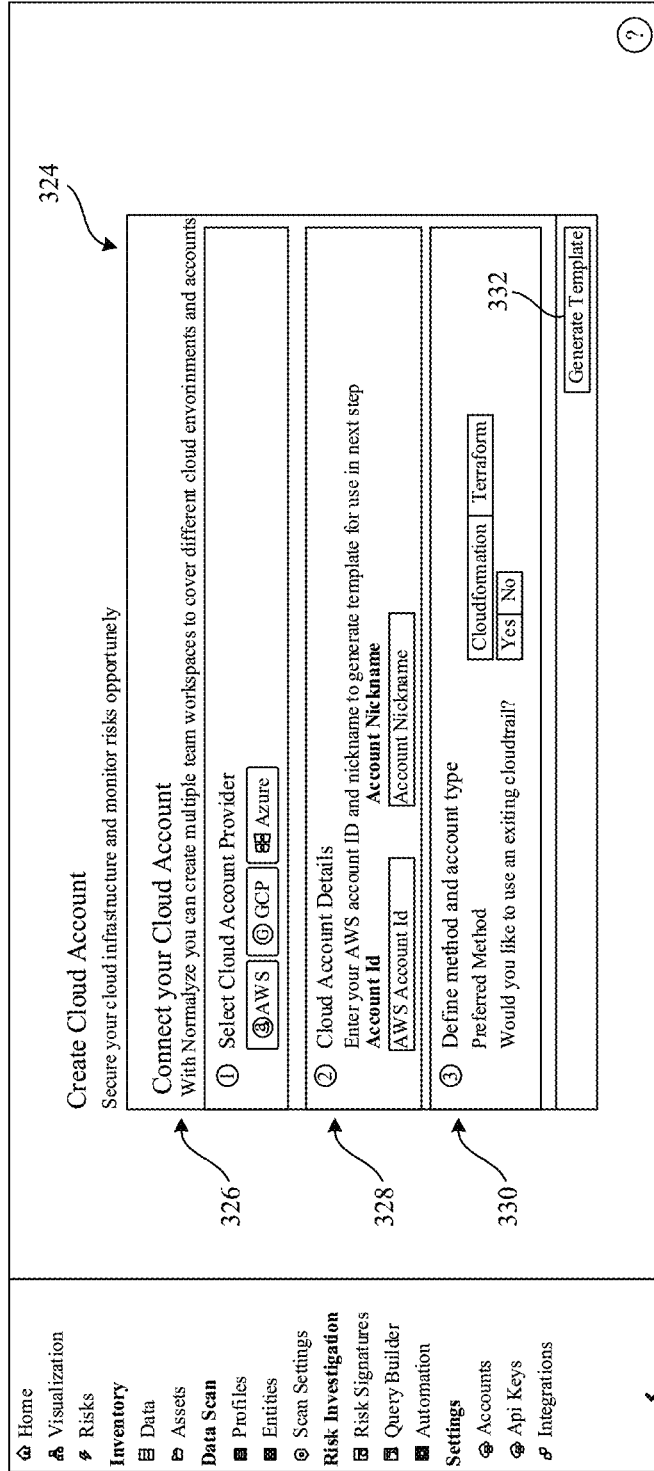 Home
Visualization
Risks
Inventory
Data
Assets
Data Scan
Profiles
Entities
Scan Settings
Risk Investigation
Risk Signatures
Query Builder
Automation
Settings
Accounts
Api Keys
Integrations
Create Cloud Account
Secure your cloud infrastructure and monitor risks opportunely
324
Connect your Cloud Account
With Normalyze you can create multiple team workspaces to cover different cloud envorinments and accounts
326
1 Select Cloud Account Provider
AWS G GCP Azure
328
2 Cloud Account Details
Enter your AWS account ID and nickname to generate template for use in next step
Account Id Account Nickname
AWS Account Id Account Nickname
330
3 Define method and account type
Preferred Method Cloudformation Terraform
Would you like to use an exiting cloudtrail? Yes No
332
Generate Template
?